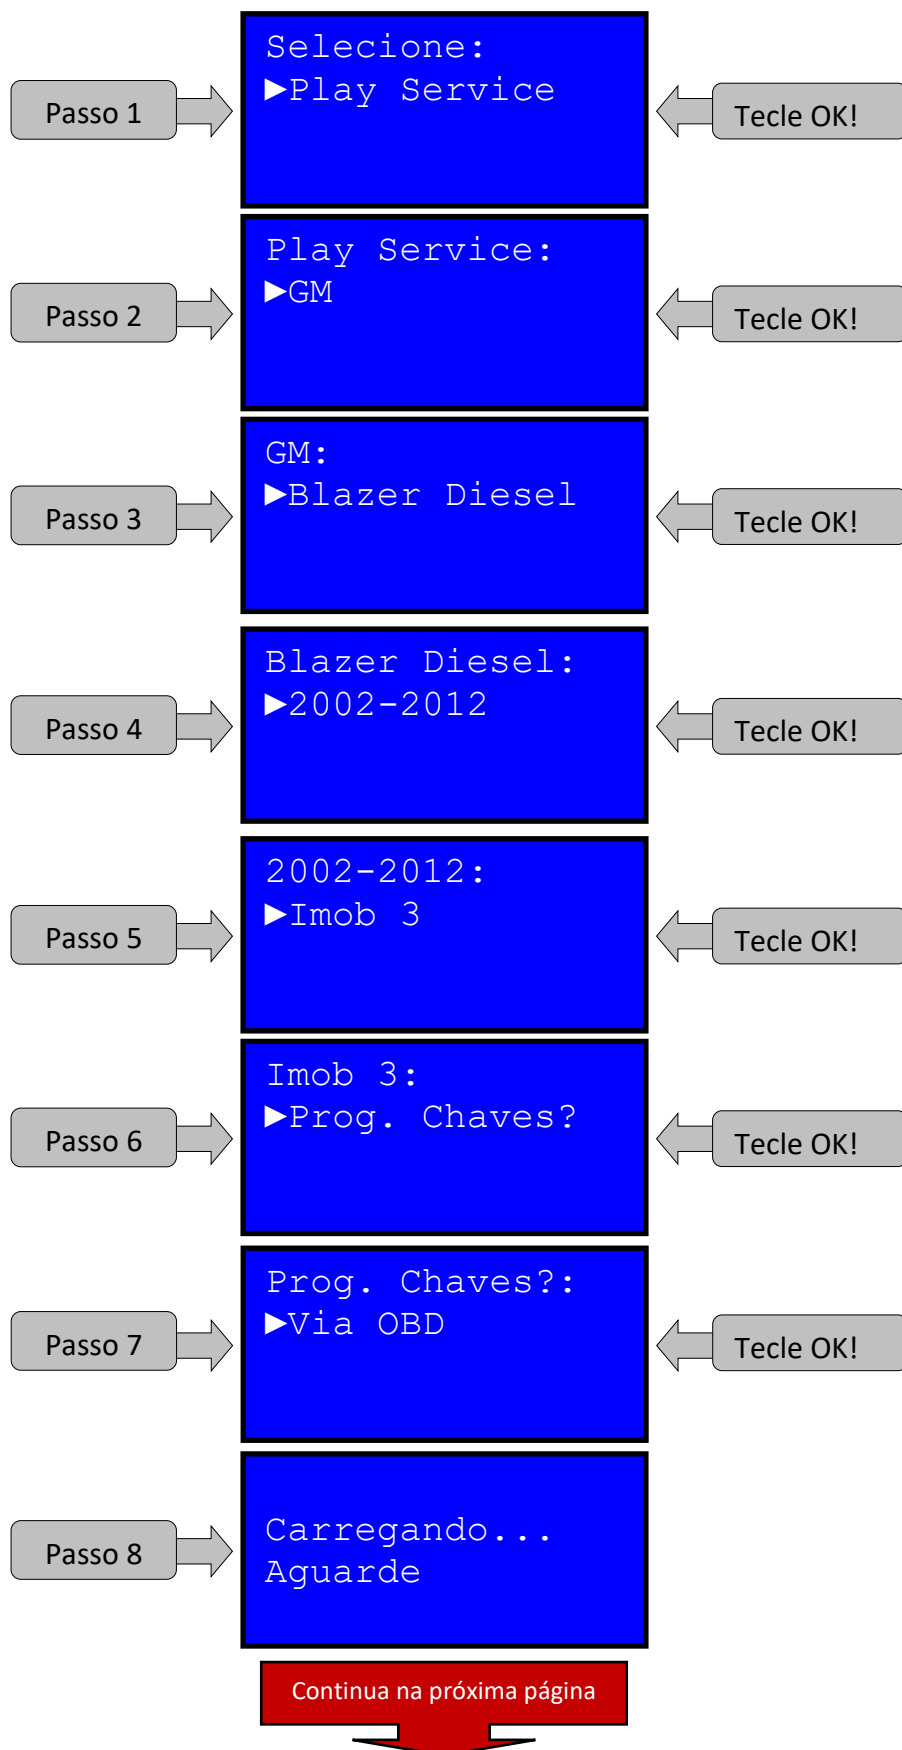 Selecione:
►Play Service
Passo 1
Tecle OK!
Play Service:
►GM
Passo 2
Tecle OK!
GM:
►Blazer Diesel
Passo 3
Tecle OK!
Blazer Diesel:
►2002-2012
Passo 4
Tecle OK!
2002-2012:
►Imob 3
Passo 5
Tecle OK!
Imob 3:
►Prog. Chaves?
Passo 6
Tecle OK!
Prog. Chaves?:
►Via OBD
Passo 7
Tecle OK!
Carregando...
Aguarde
Passo 8
Continua na próxima página